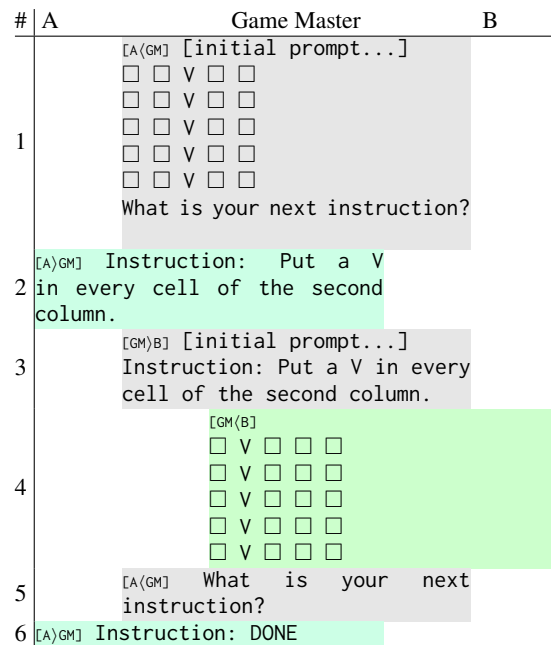 # A Game Master B
[A⟨GM] [initial prompt...]
□ □ V □ □
□ □ V □ □
□ □ V □ □
1
□ □ V □ □
□ □ V □ □
What is your next instruction?
[A⟩GM] Instruction: Put a V
2 in every cell of the second
column.
[GM⟩B] [initial prompt...]
3 Instruction: Put a V in every
cell of the second column.
[GM⟨B]
□ V □ □ □
□ V □ □ □
4 □ V □ □ □
□ V □ □ □
□ V □ □ □
5 [A⟨GM] What is your next
instruction?
6 [A⟩GM] Instruction: DONE